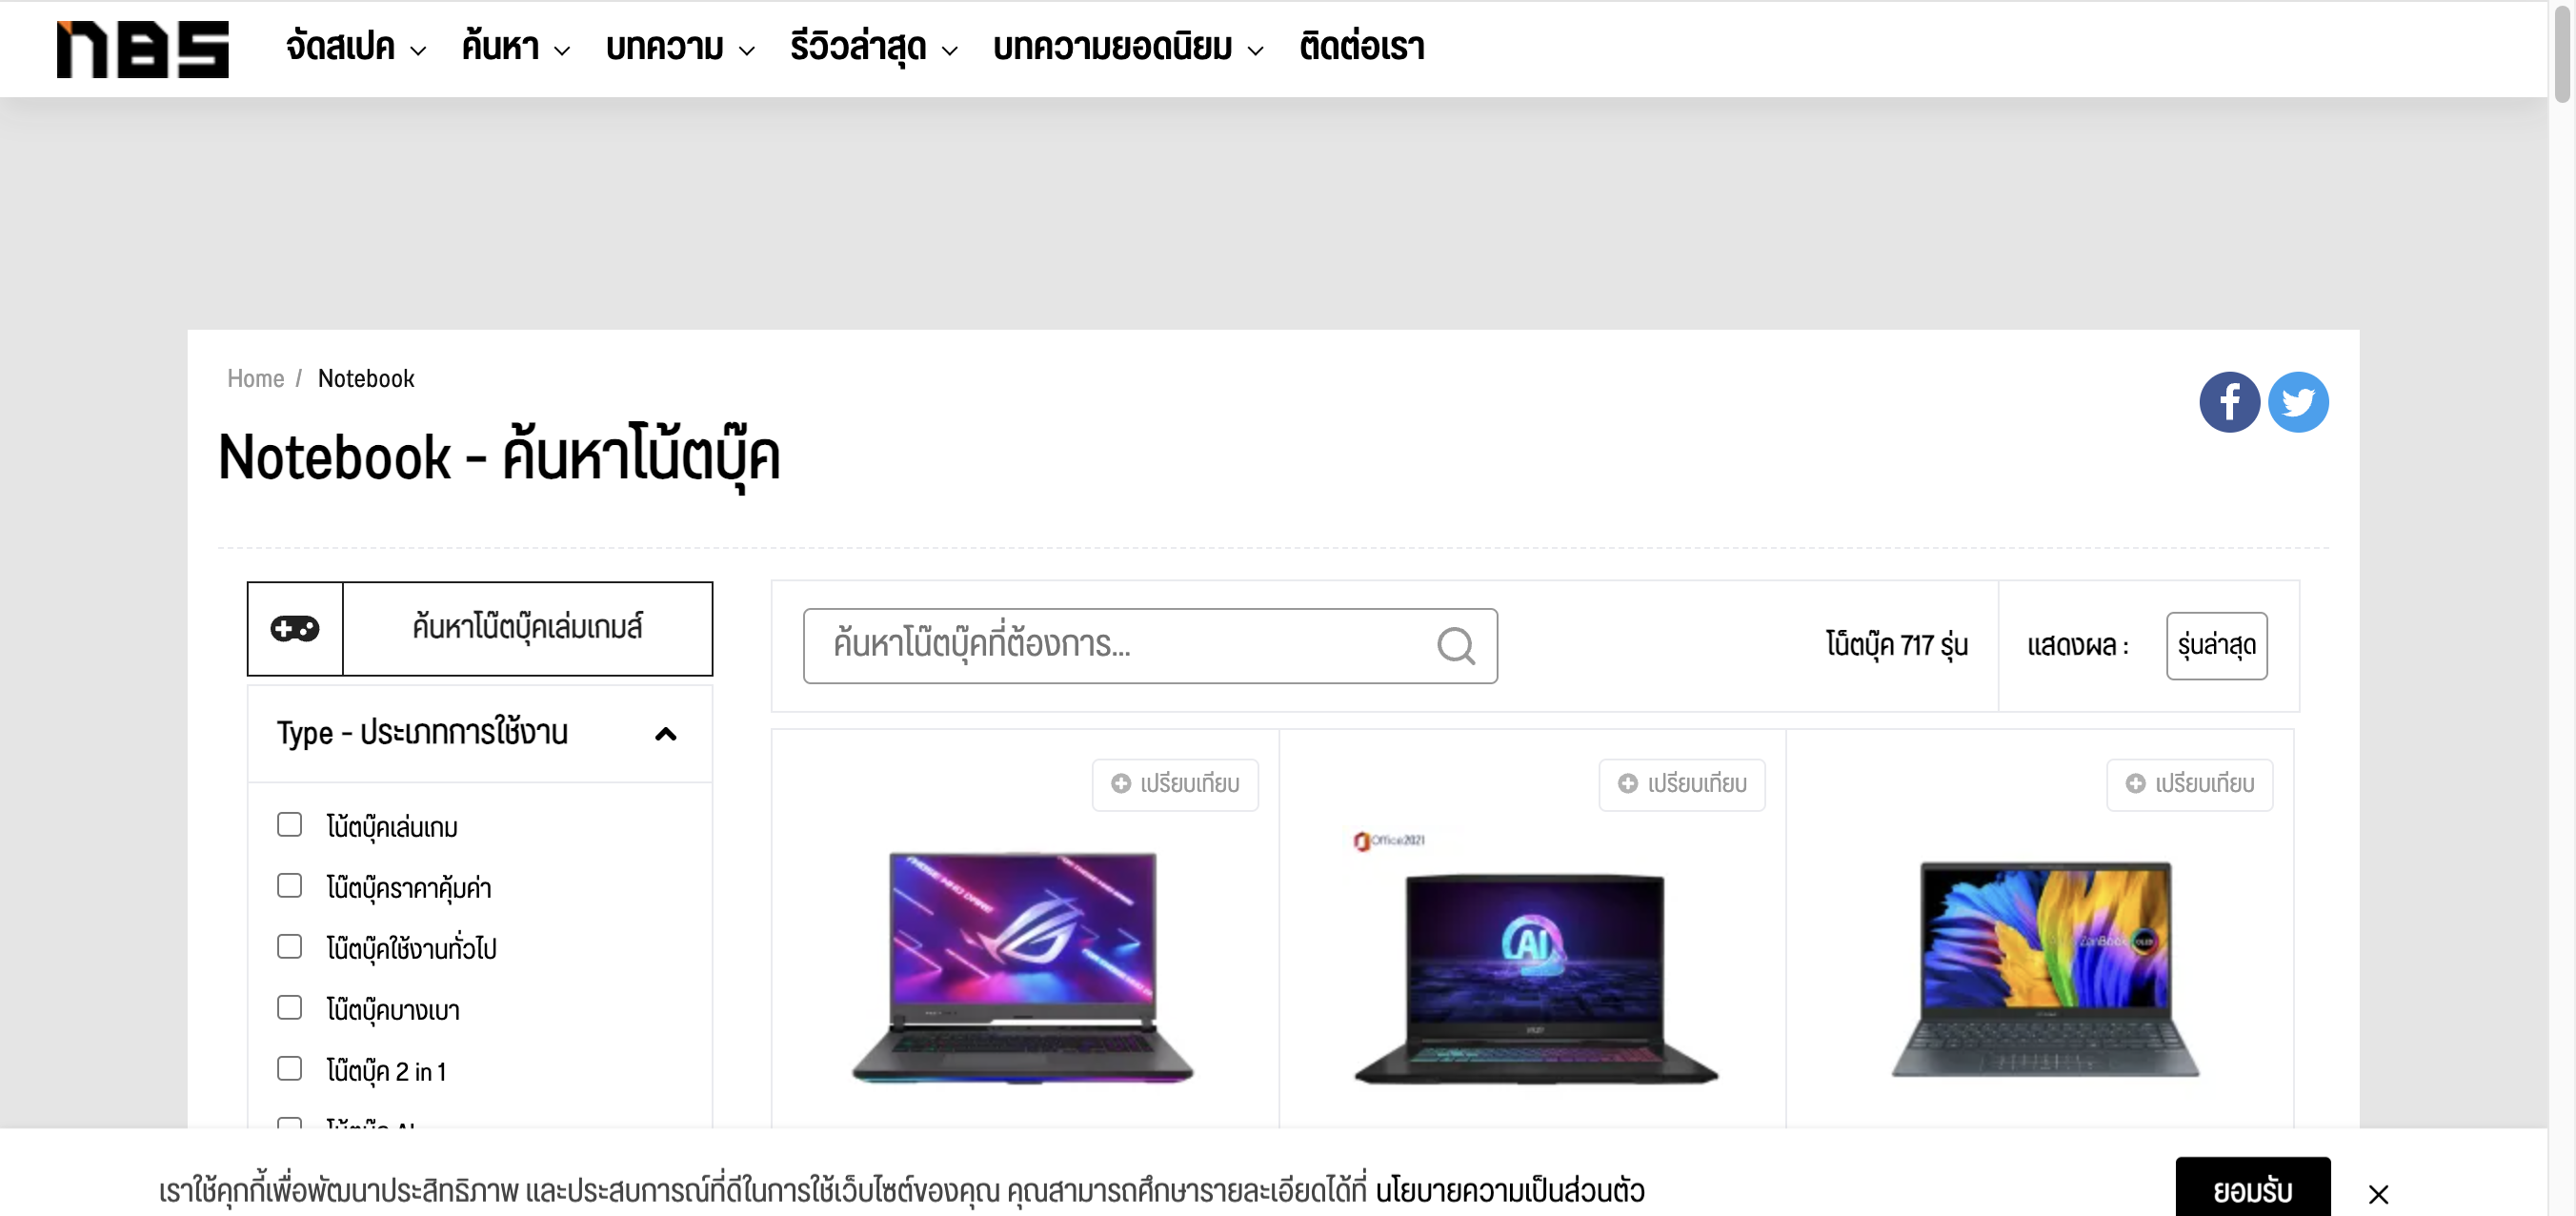 nBS
จัดสเปค ค้นหา บทความ รีวิวล่าสุด บทความยอดนิยม ติดต่อเรา
Home / Notebook
Notebook - ค้นหาโน้ตบุ๊ค
ค้นหาโน๊ตบุ๊คเล่มเกมส์
ค้นหาโน๊ตบุ๊คที่ต้องการ...
โน็ตบุ๊ค 717 รุ่น
แสดงผล :
รุ่นล่าสุด
Type - ประเภทการใช้งาน
โน้ตบุ๊คเล่นเกม
โน๊ตบุ๊คราคาคุ้มค่า
โน๊ตบุ๊คใช้งานทั่วไป
โน๊ตบุ๊คบางเบา
โน๊ตบุ๊ค 2 in 1
เปรียบเทียบ
เปรียบเทียบ
เปรียบเทียบ
Office2021
AI
ZenBook
เราใช้คุกกี้เพื่อพัฒนาประสิทธิภาพ และประสบการณ์ที่ดีในการใช้เว็บไซต์ของคุณ คุณสามารถศึกษารายละเอียดได้ที่ นโยบายความเป็นส่วนตัว
ยอมรับ